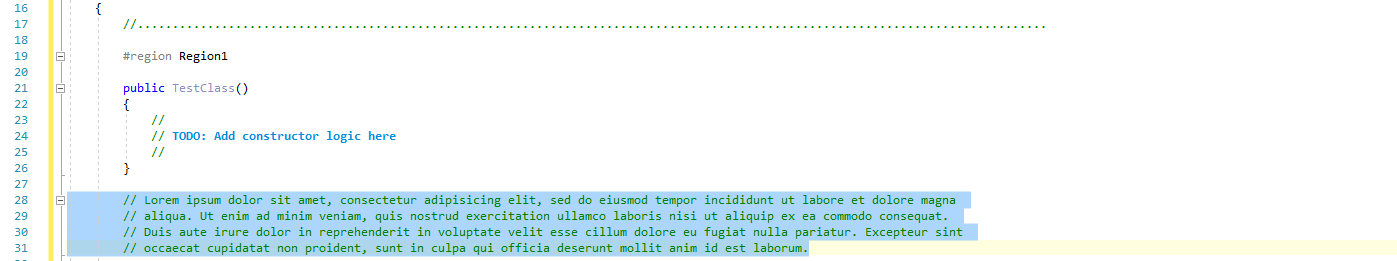 16 {
17 //..................................................................................................................................
18
19 #region Region1
20
21 public TestClass()
22 {
23 //
24 // TODO: Add constructor logic here
25 //
26 }
27
28 // Lorem ipsum dolor sit amet, consectetur adipisicing elit, sed do eiusmod tempor incididunt ut labore et dolore magna
29 // aliqua. Ut enim ad minim veniam, quis nostrud exercitation ullamco laboris nisi ut aliquip ex ea commodo consequat.
30 // Duis aute irure dolor in reprehenderit in voluptate velit esse cillum dolore eu fugiat nulla pariatur. Excepteur sint
31 // occaecat cupidatat non proident, sunt in culpa qui officia deserunt mollit anim id est laborum.